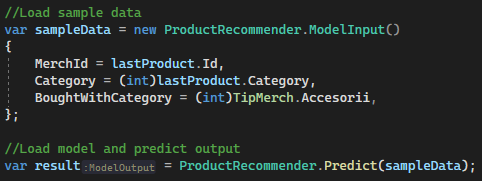 //Load sample data
var sampleData = new ProductRecommender.ModelInput()
{
    MerchId = lastProduct.Id,
    Category = (int)lastProduct.Category,
    BoughtWithCategory = (int)TipMerch.Accesorii,
};
//Load model and predict output
var result :ModelOutput = ProductRecommender.Predict(sampleData);